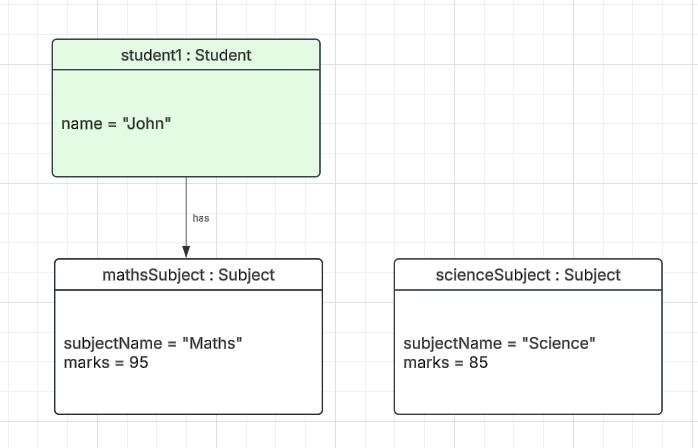 student1 : Student
name = "John"
has
mathsSubject : Subject
subjectName = "Maths"
marks = 95
scienceSubject : Subject
subjectName = "Science"
marks = 85